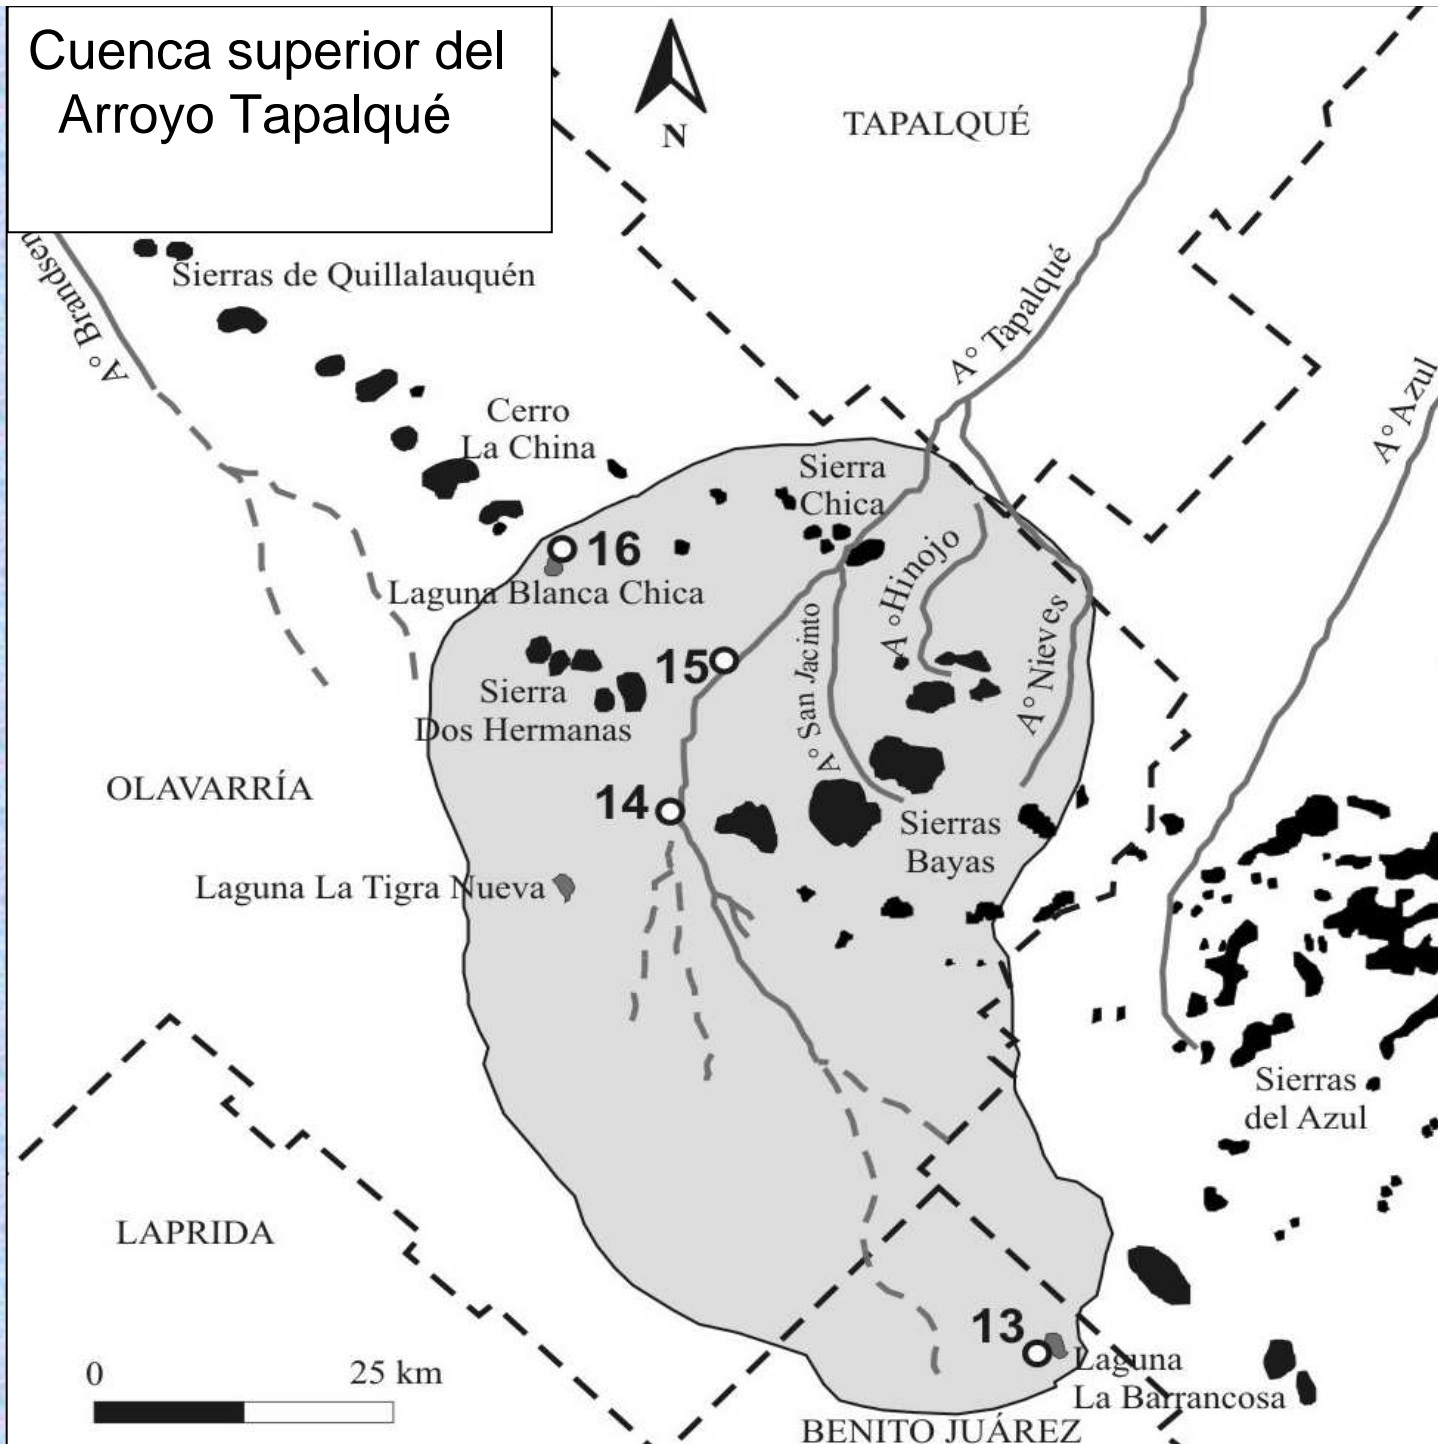 Cuenca superior del
Arroyo Tapalqué
N
TAPALQUÉ
A° Brandsen
Sierras de Quillalauquén
A° Tapalqué
A° Azul
Cerro
La China
Sierra
Chica
16
A° Hinojo
Laguna Blanca Chica
A° San Jacinto
A° Nieves
15
Sierra
Dos Hermanas
OLAVARRÍA
14
Sierras
Bayas
Laguna La Tigra Nueva
Sierras
del Azul
LAPRIDA
13
Laguna
La Barrancosa
0 25 km
BENITO JUÁREZ